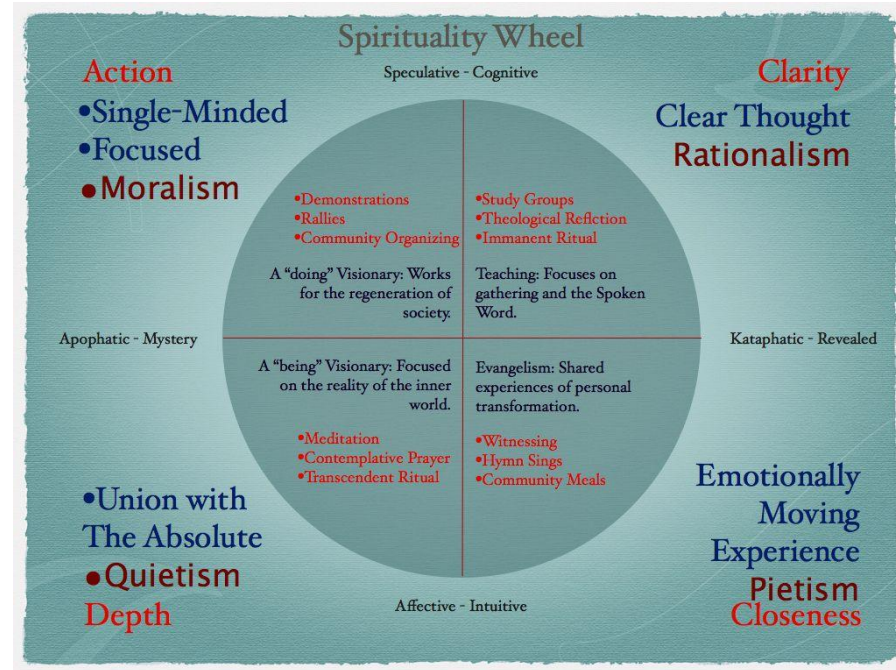 Spirituality Wheel
Speculative - Cognitive
Action
•Single-Minded
•Focused
•Moralism
Clarity
Clear Thought
Rationalism
•Demonstrations
•Rallies
•Community Organizing
A "doing" Visionary: Works
for the regeneration of
society.
•Study Groups
•Theological Reflction
•Immanent Ritual
Teaching: Focuses on
gathering and the Spoken
Word.
Apophatic - Mystery
Kataphatic - Revealed
A "being" Visionary: Focused
on the reality of the inner
world.
•Meditation
•Contemplative Prayer
•Transcendent Ritual
Evangelism: Shared
experiences of personal
transformation.
•Witnessing
•Hymn Sings
•Community Meals
•Union with
The Absolute
•Quietism
Depth
Emotionally
Moving
Experience
Pietism
Closeness
Affective - Intuitive